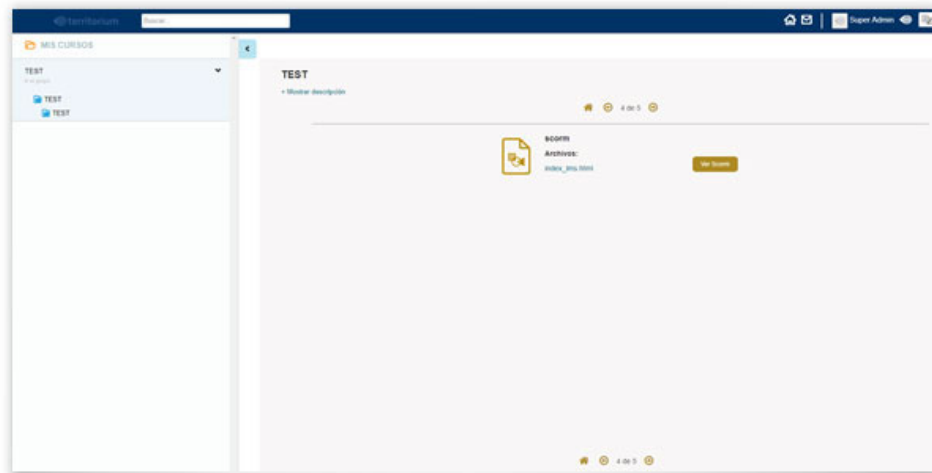 territorium
Buscar...
Super Admin
MIS CURSOS
TEST
TEST
TEST
TEST
+ Mostrar descripción
4 de 5
scorm
Archivos:
index_lms.html
Ver Scorm
4 de 5